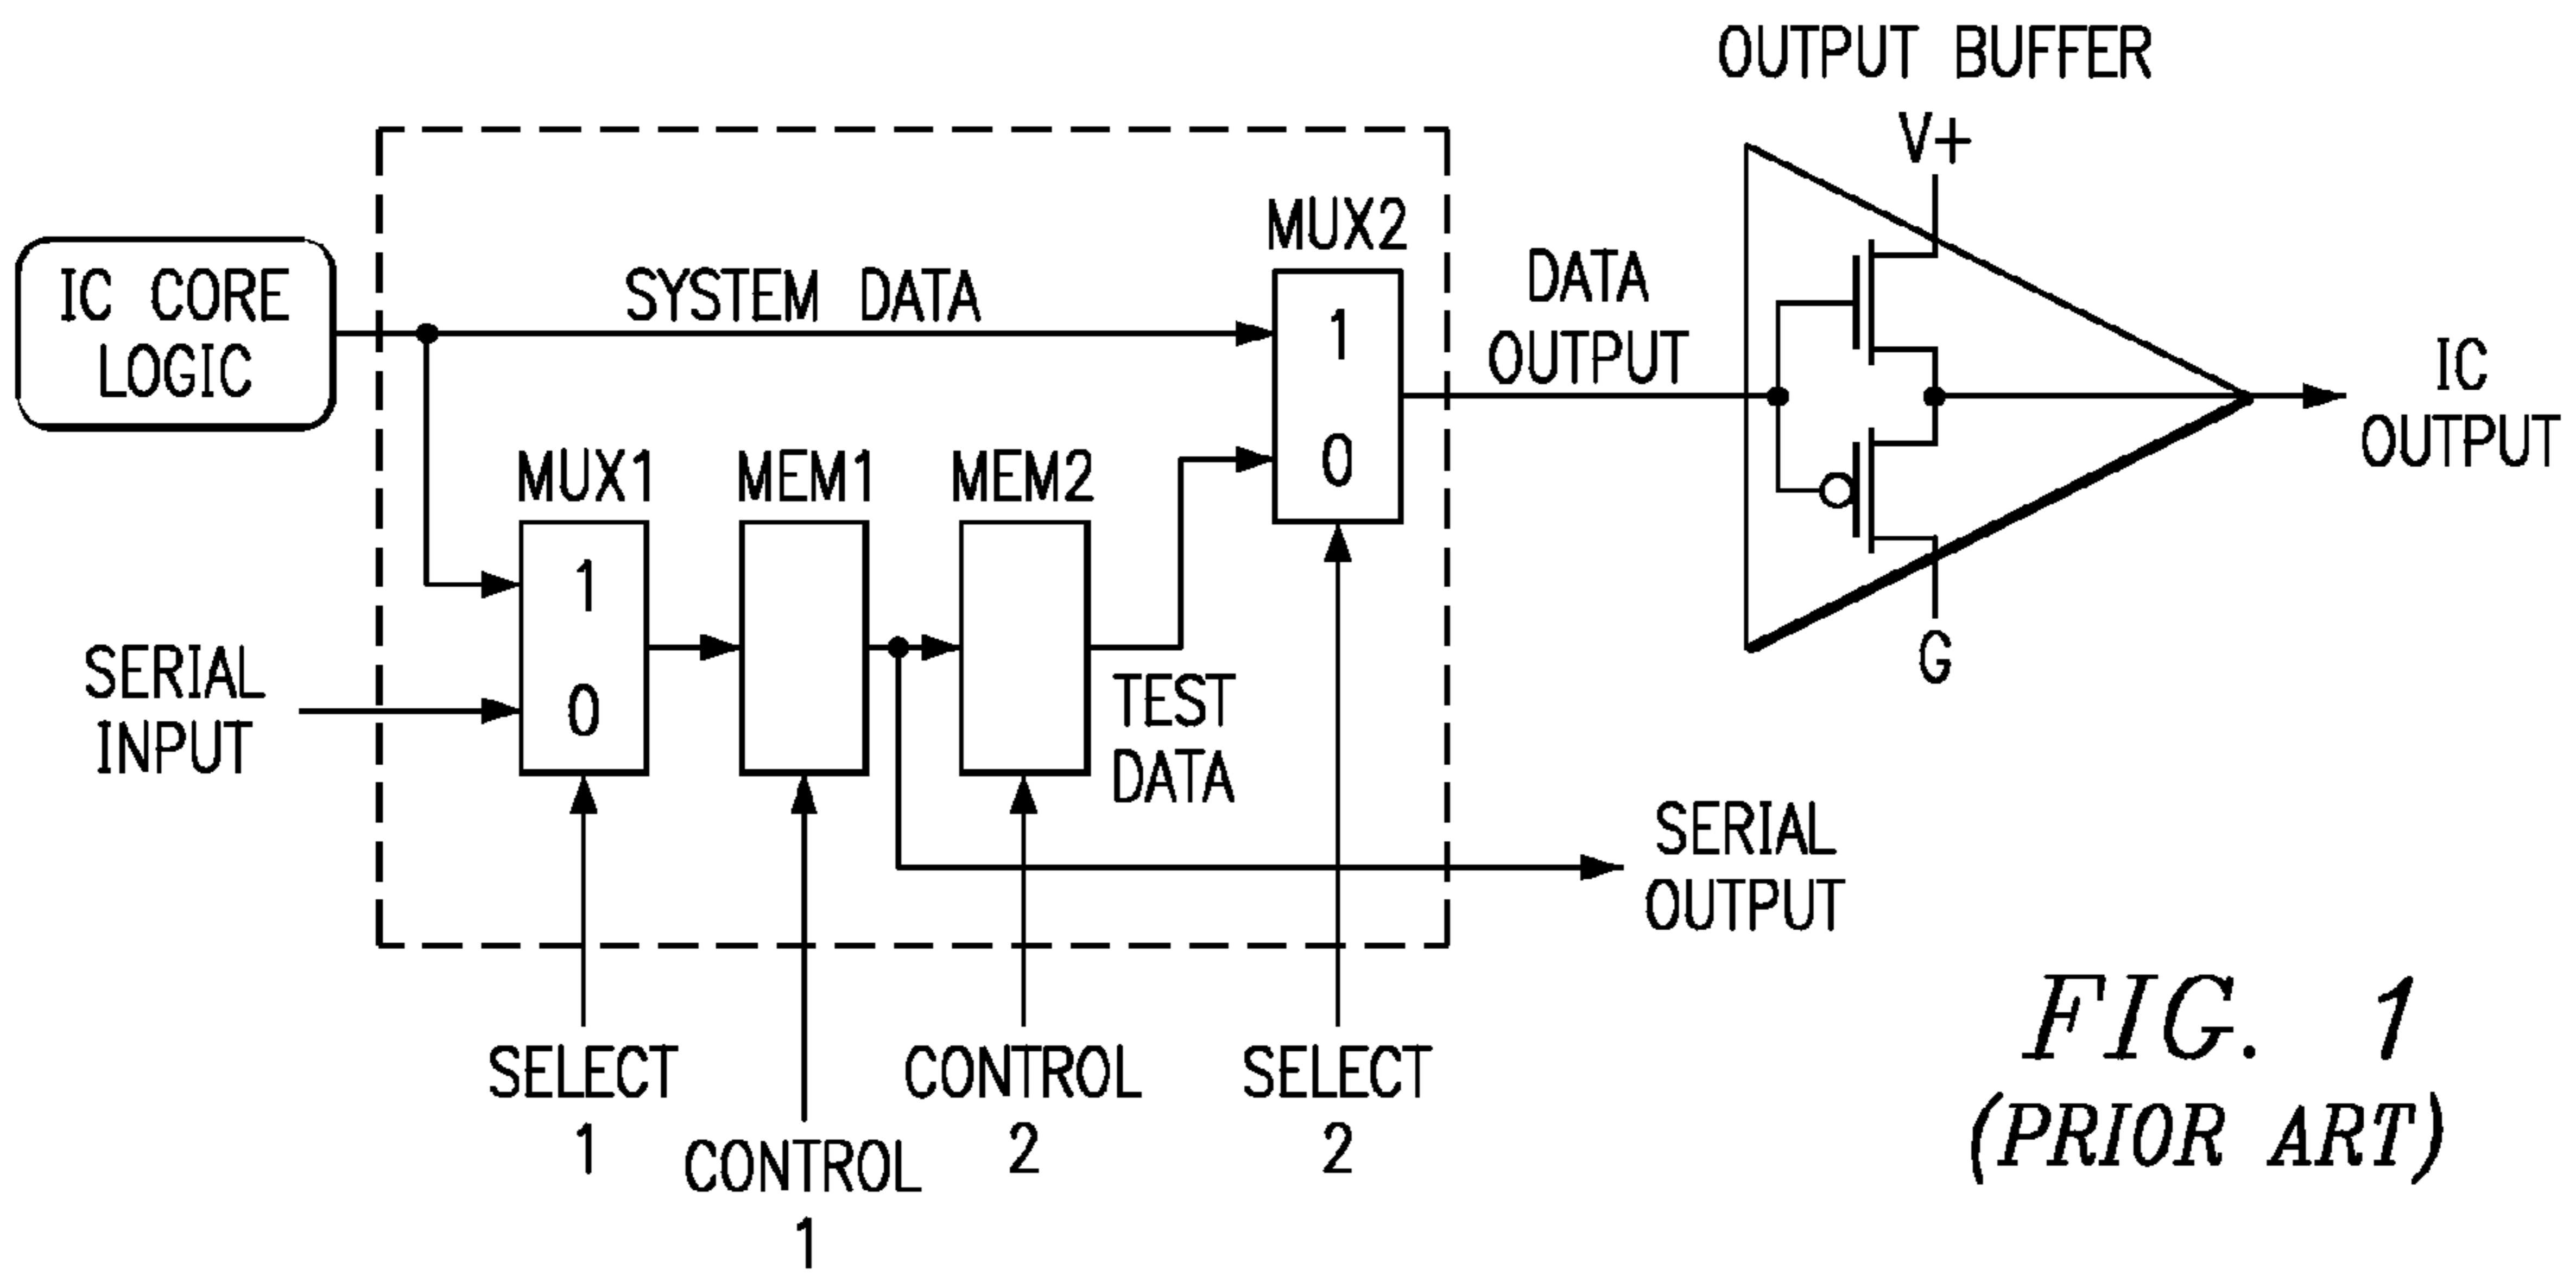 OUTPUT BUFFER
V+
MUX2
IC CORE
LOGIC
SYSTEM DATA
1
0
DATA
OUTPUT
IC
OUTPUT
MUX1
MEM1
MEM2
1
0
SERIAL
INPUT
TEST
DATA
G
SERIAL
OUTPUT
SELECT
1
CONTROL
1
CONTROL
2
SELECT
2
FIG. 1
(PRIOR ART)